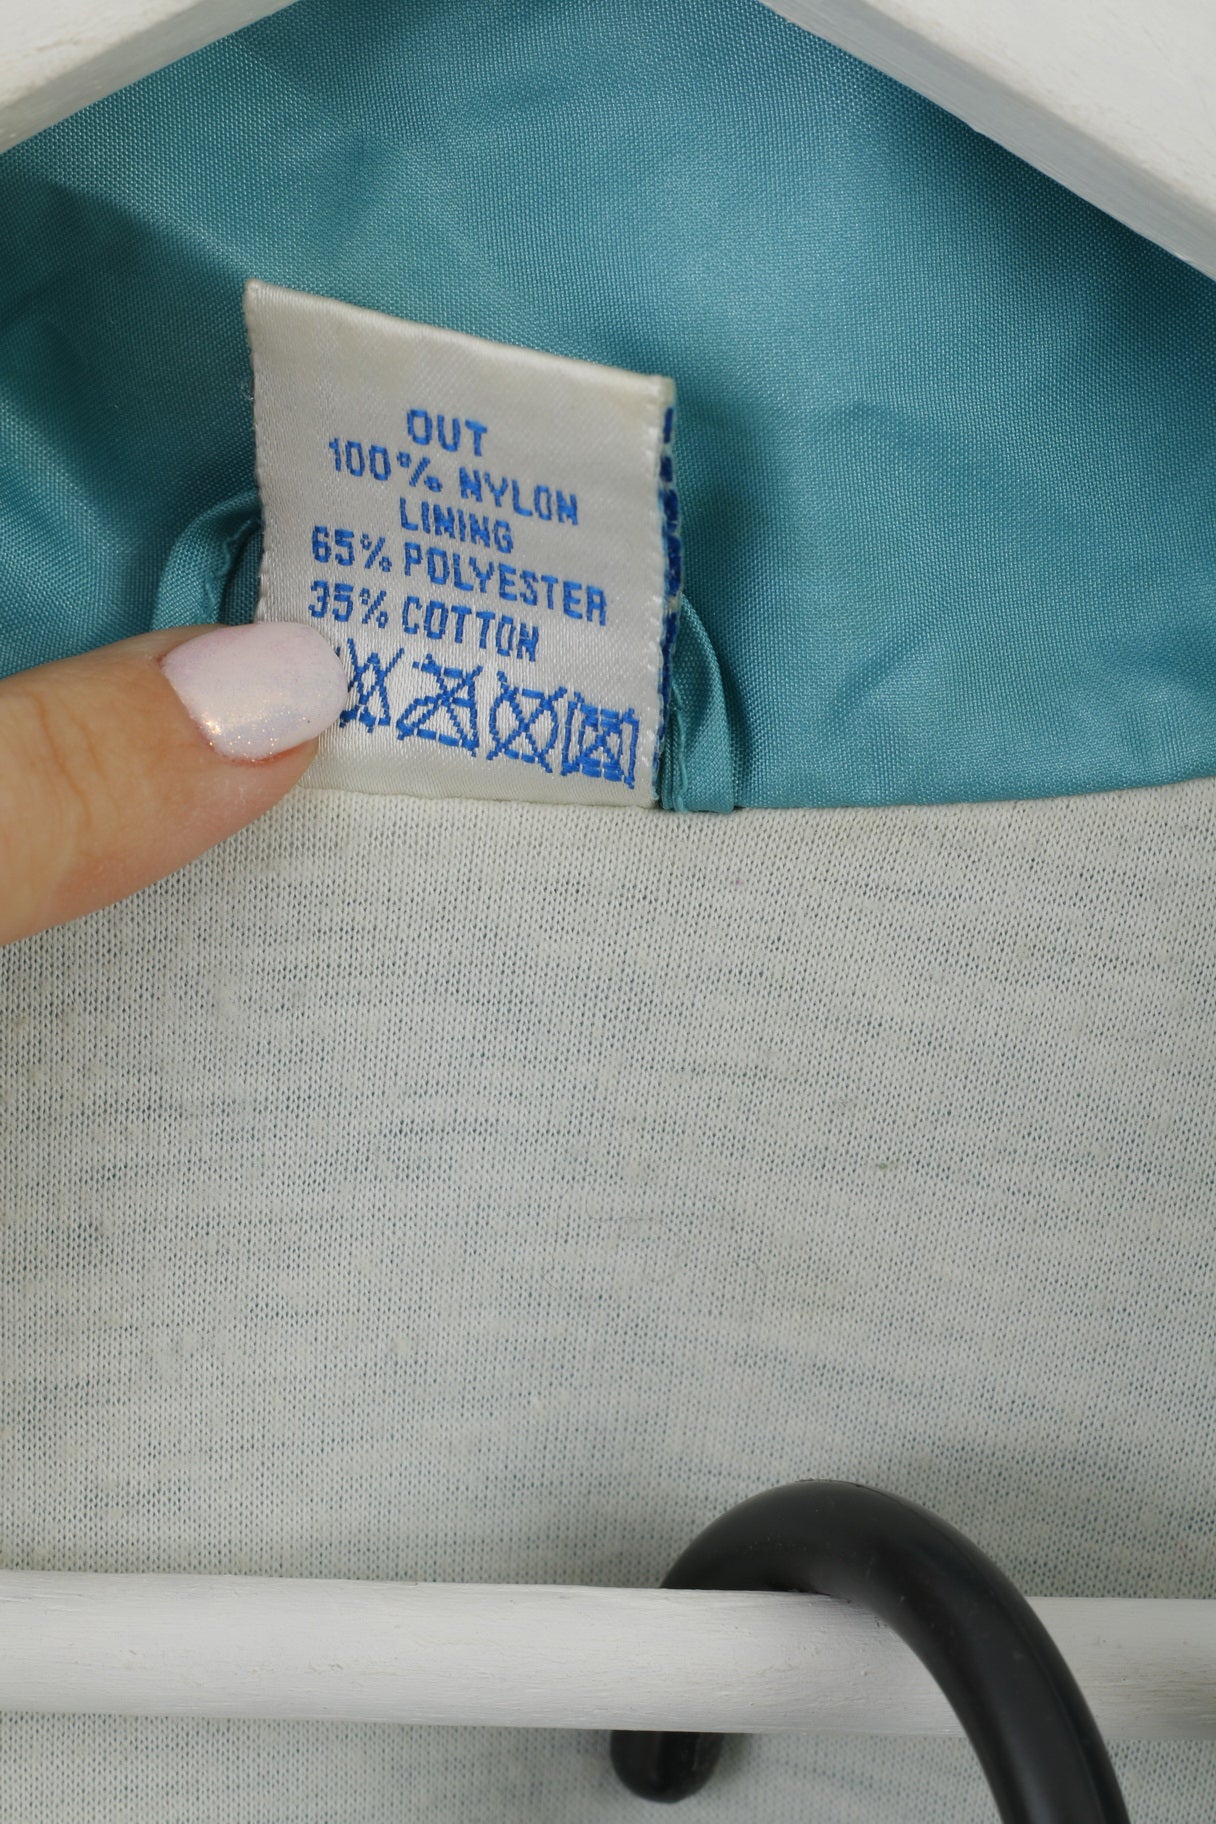 OUT
100% NYLON
LINING
65% POLYESTER
35% COTTON